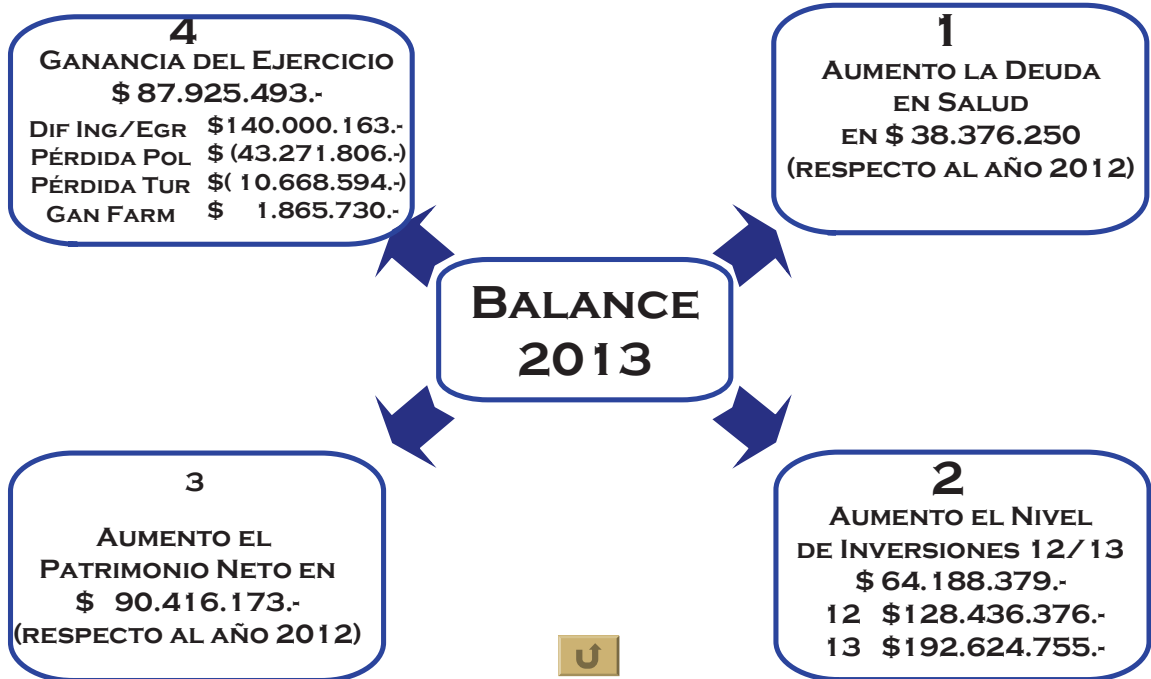 4
GANANCIA DEL EJERCICIO
$ 87.925.493.-
DIF ING/EGR $140.000.163.-
PÉRDIDA POL $ (43.271.806.-)
PÉRDIDA TUR $( 10.668.594.-)
GAN FARM $ 1.865.730.-
1
AUMENTO LA DEUDA
EN SALUD
EN $ 38.376.250
(RESPECTO AL AÑO 2012)
BALANCE
2013
3
AUMENTO EL
PATRIMONIO NETO EN
$ 90.416.173.-
(RESPECTO AL AÑO 2012)
2
AUMENTO EL NIVEL
DE INVERSIONES 12/13
$ 64.188.379.-
12 $128.436.376.-
13 $192.624.755.-